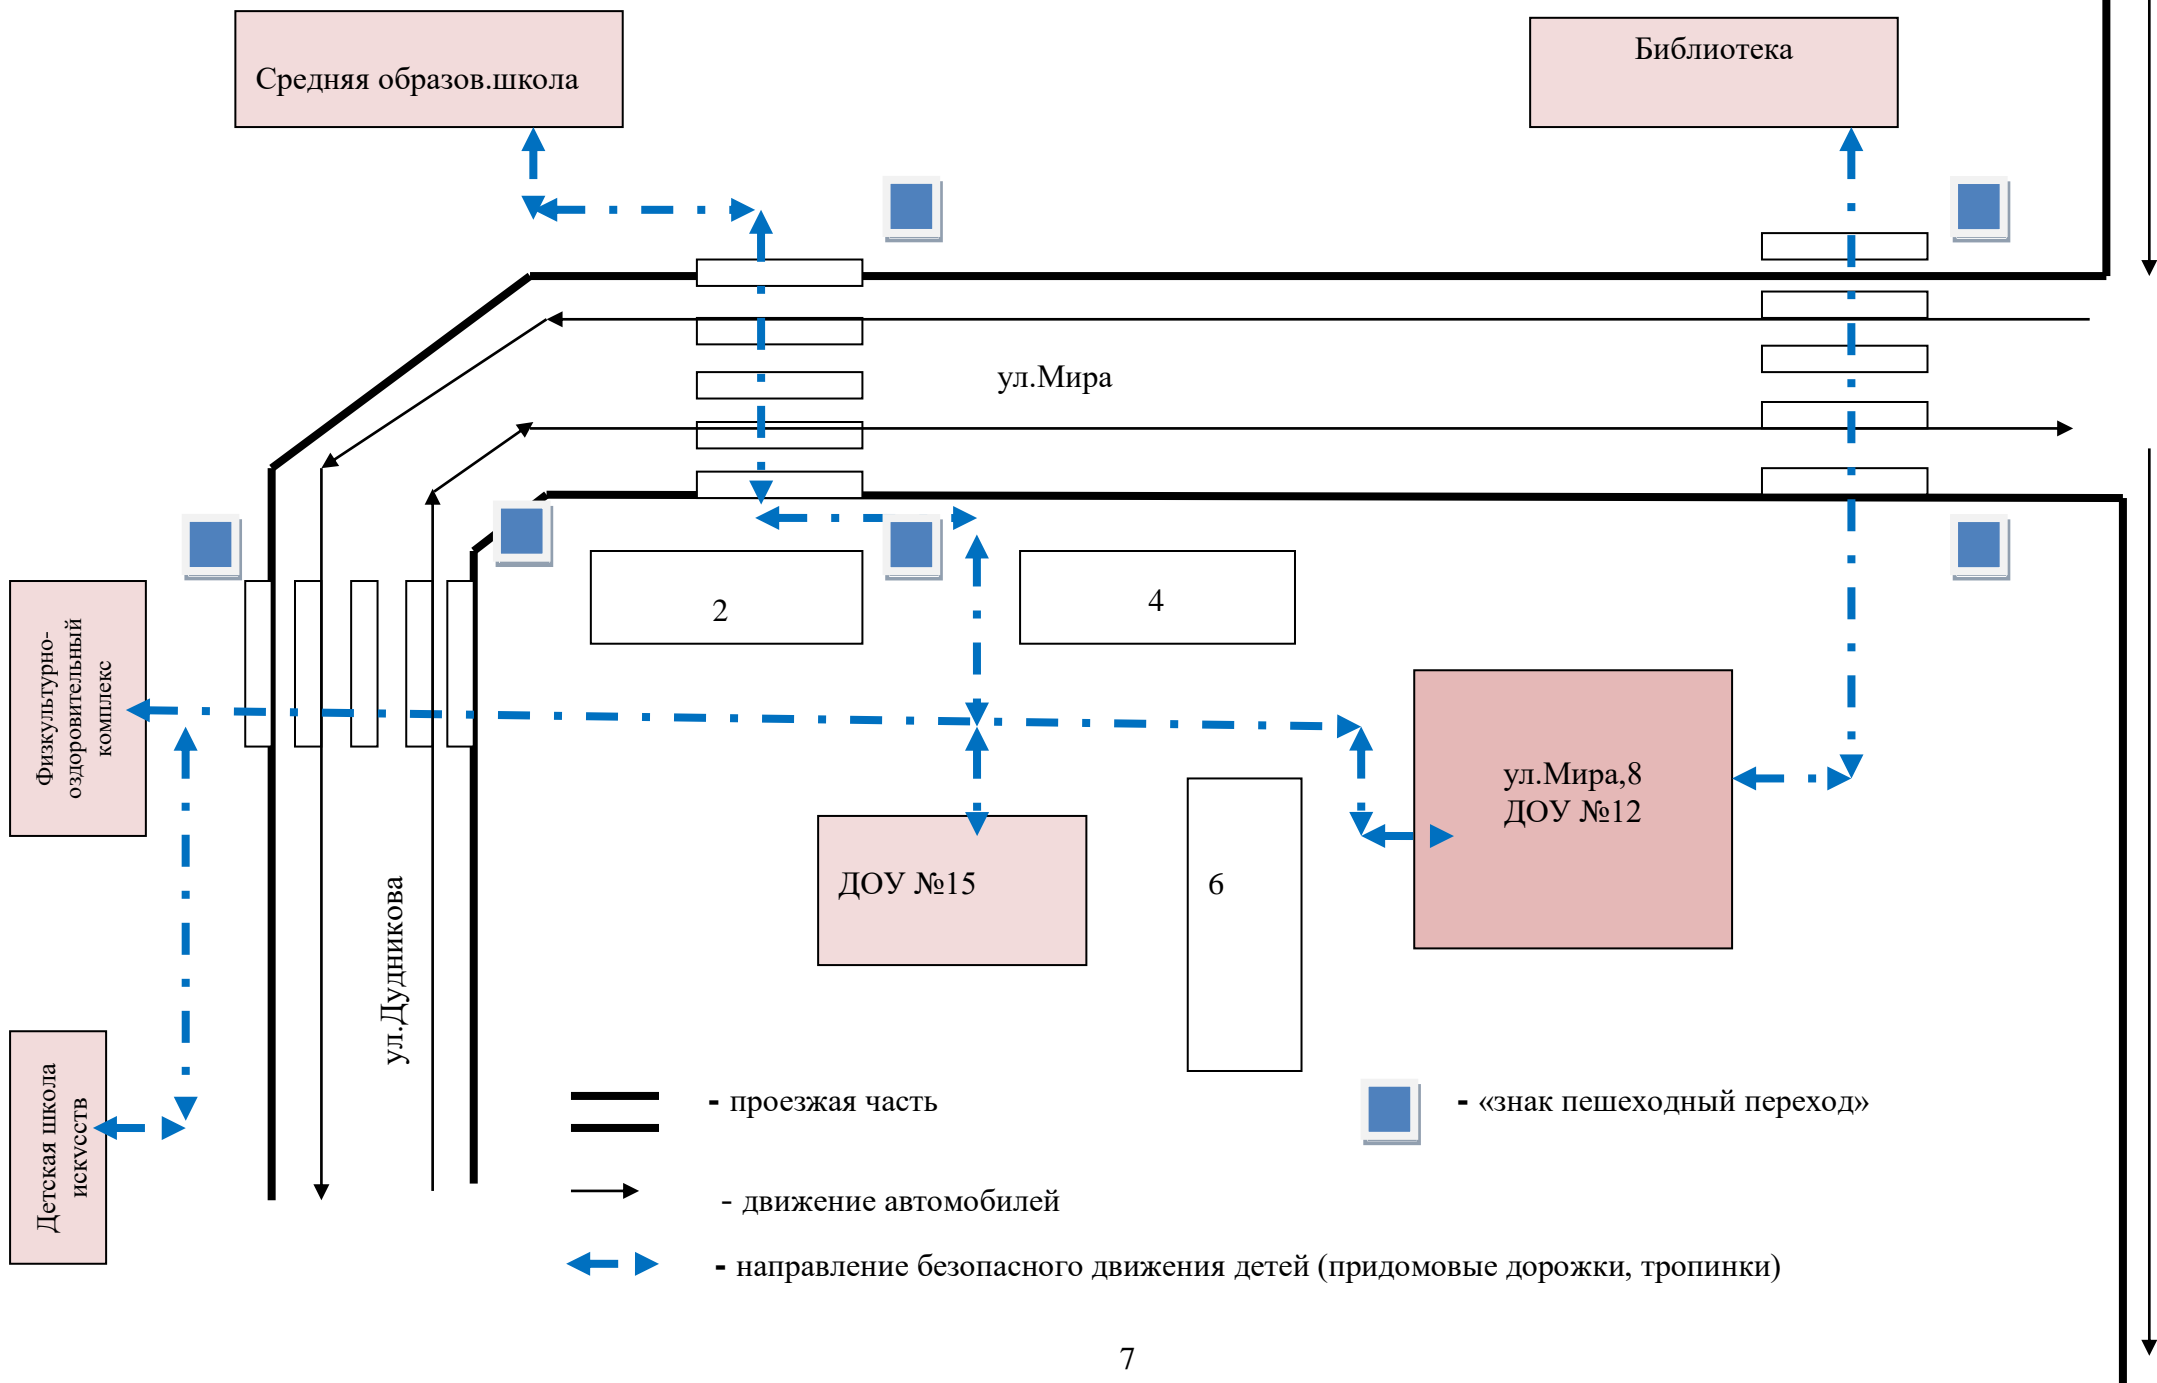 Средняя образов.школа
Библиотека
ул.Мира
2
4
Физкультурно-
оздоровительный
комплекс
ул.Мира,8
ДОУ №12
ДОУ №15
6
ул.Дудникова
Детская школа
искусств
- проезжая часть
- «знак пешеходный переход»
- движение автомобилей
- направление безопасного движения детей (придомовые дорожки, тропинки)
7